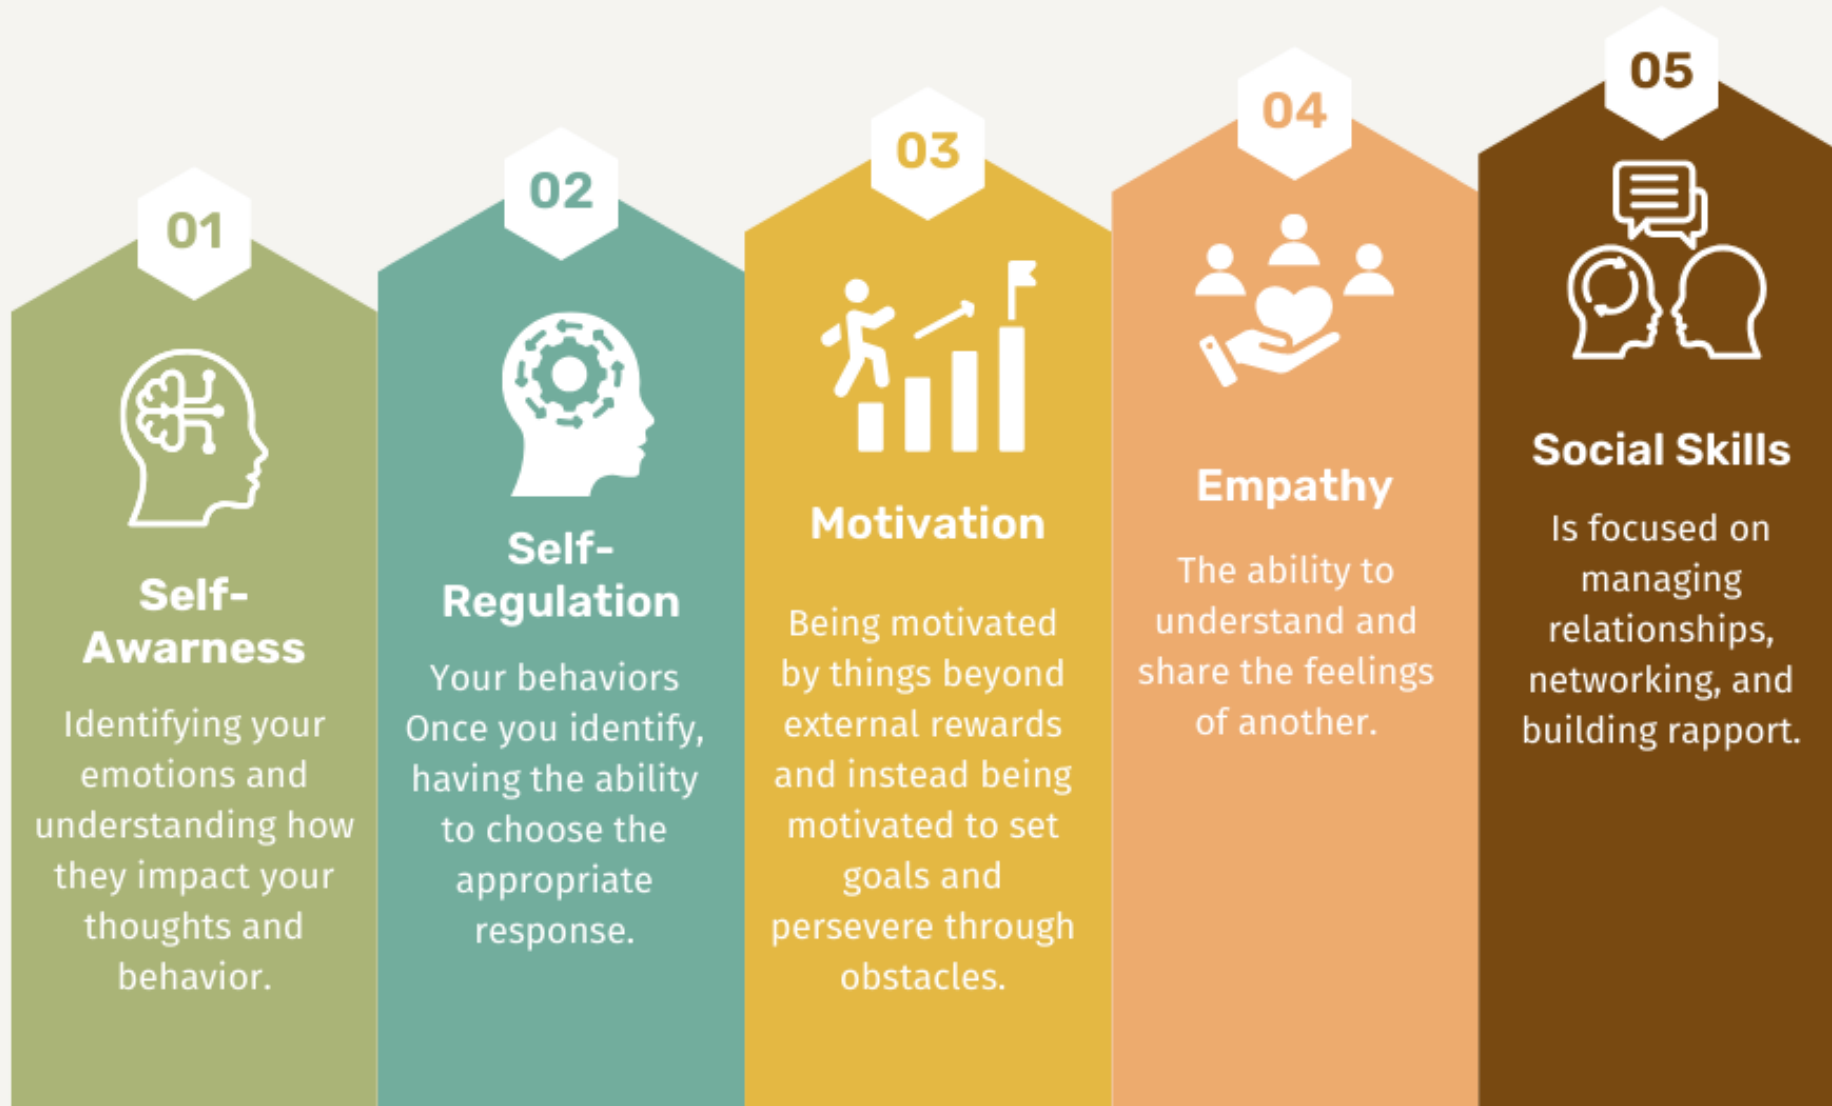 01
Self-
Awarness
Identifying your
emotions and
understanding how
they impact your
thoughts and
behavior.
02
Self-
Regulation
Your behaviors
Once you identify,
having the ability
to choose the
appropriate
response.
03
Motivation
Being motivated
by things beyond
external rewards
and instead being
motivated to set
goals and
persevere through
obstacles.
04
Empathy
The ability to
understand and
share the feelings
of another.
05
Social Skills
Is focused on
managing
relationships,
networking, and
building rapport.